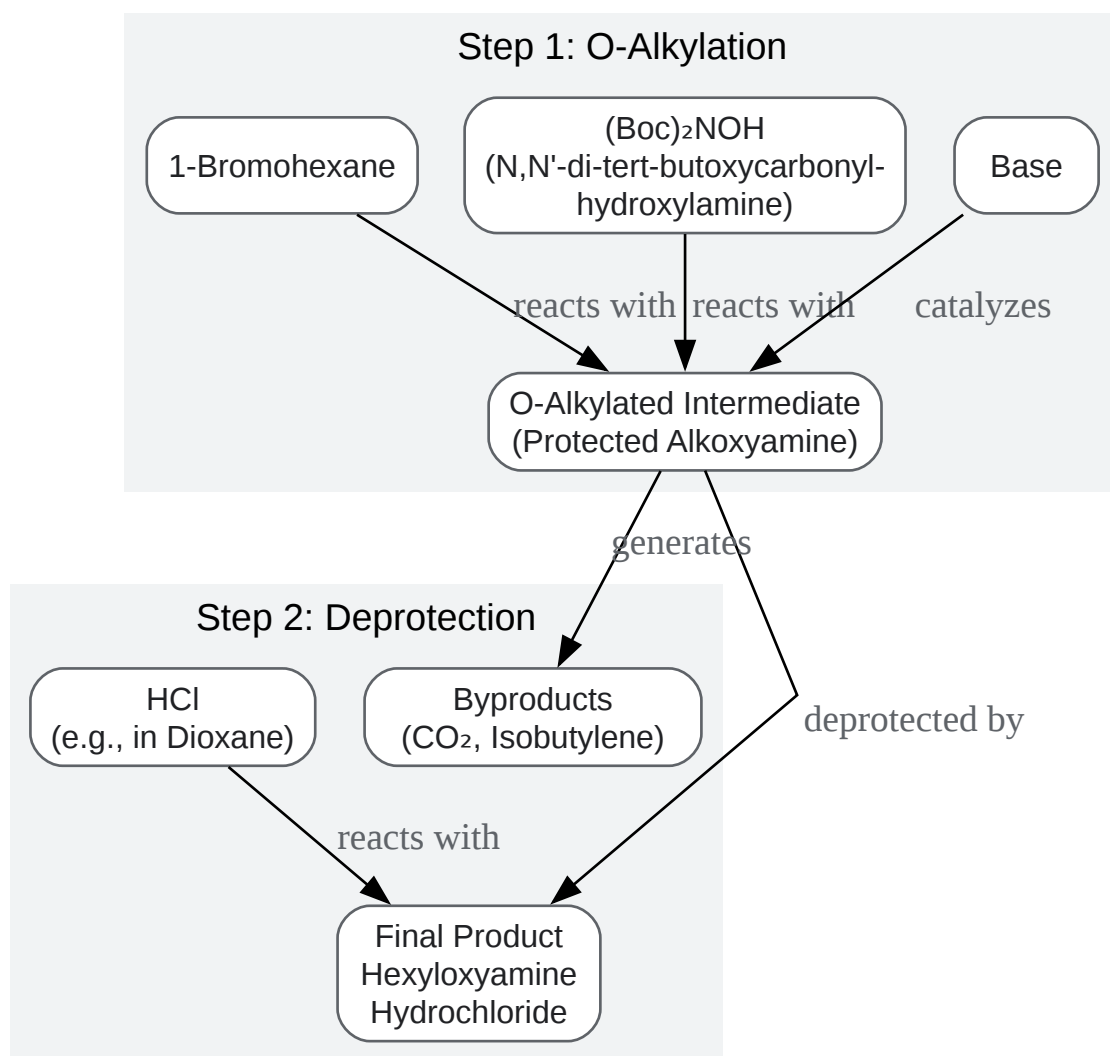 Step 1: O-Alkylation
1-Bromohexane
(Boc)₂NOH
(N,N'-di-tert-butoxycarbonyl-
hydroxylamine)
Base
reacts with
reacts with
catalyzes
O-Alkylated Intermediate
(Protected Alkoxyamine)
generates
Step 2: Deprotection
HCl
(e.g., in Dioxane)
Byproducts
(CO₂, Isobutylene)
deprotected by
reacts with
Final Product
Hexyloxyamine
Hydrochloride